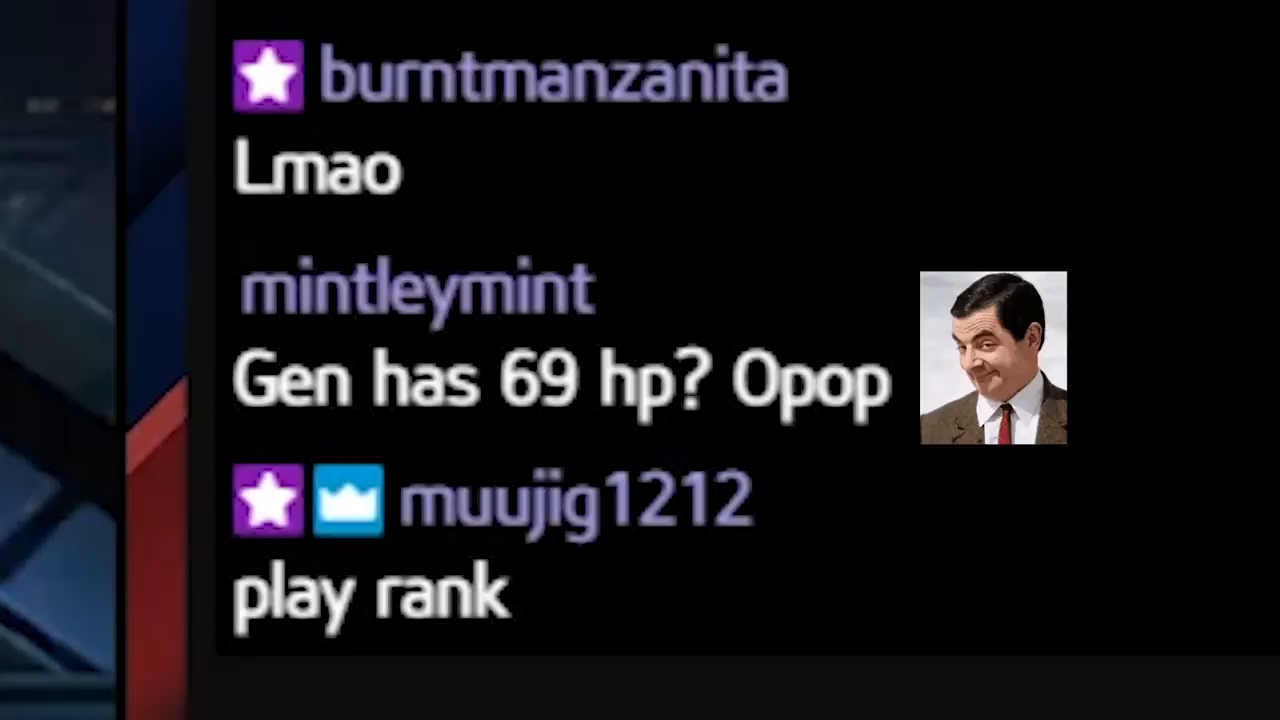 burntmanzanita
Lmao
mintleymint
Gen has 69 hp? Opop
muujig1212
play rank